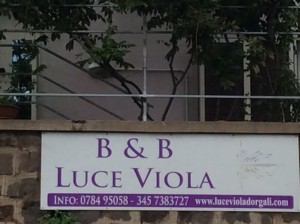 B & B
LUCE VIOLA
INFO: 0784 95058 - 345 7383727 www.lucevioladorgali.com